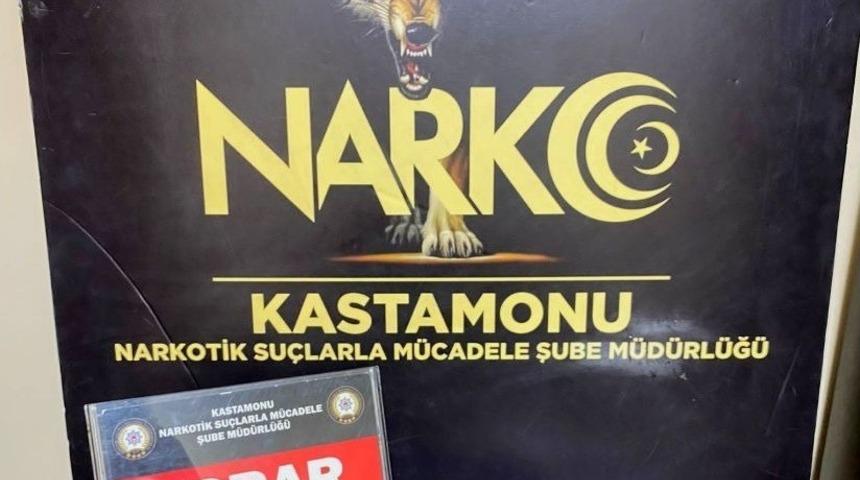 NARKO
KASTAMONU
NARKOTİK SUÇLARLA MÜCADELE ŞUBE MÜDÜRLÜĞÜ
KASTAMONU
NARKOTİK SUÇLARLA MÜCADELE
ŞUBE MÜDÜRLÜĞÜ